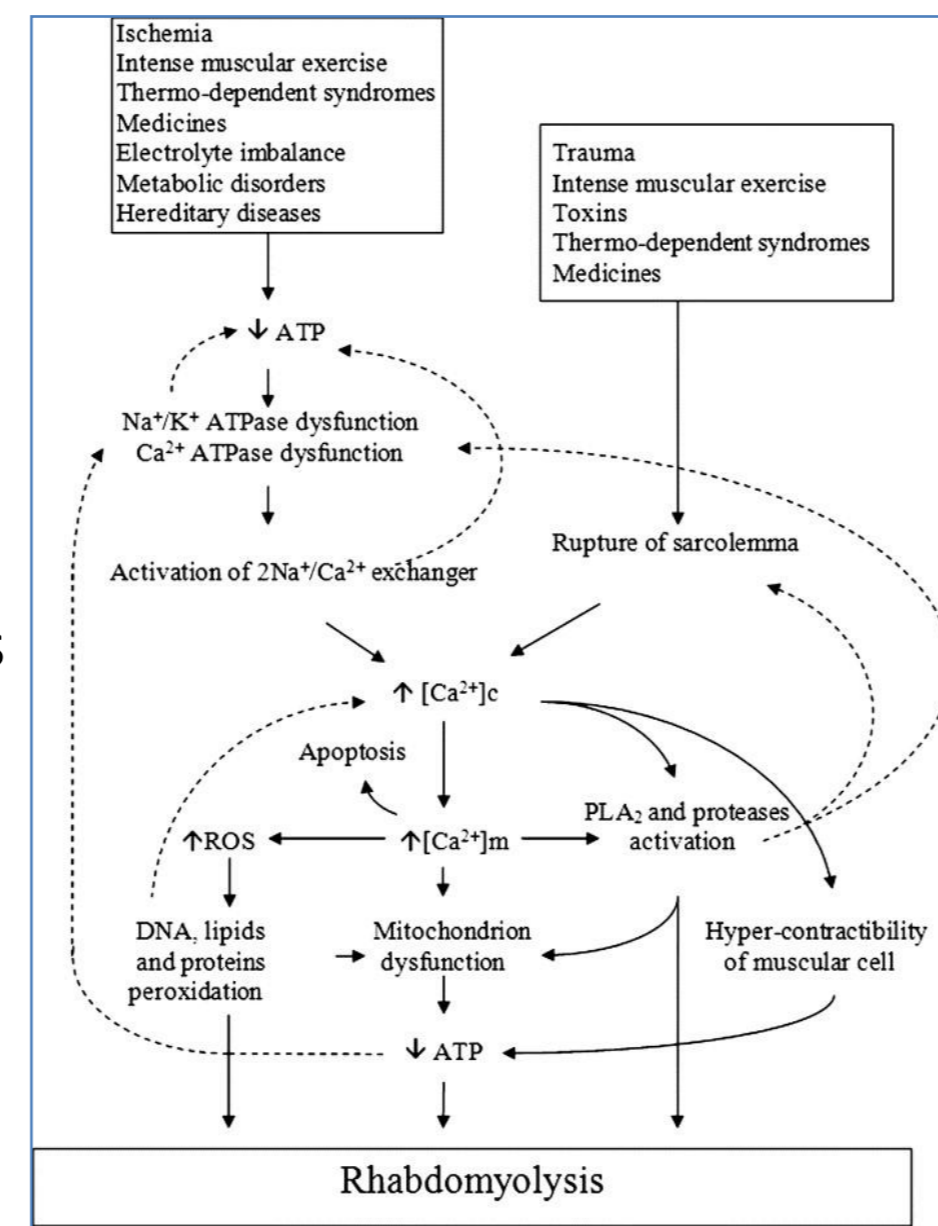 Ischemia
Intense muscular exercise
Thermo-dependent syndromes
Medicines
Electrolyte imbalance
Metabolic disorders
Hereditary diseases
Trauma
Intense muscular exercise
Toxins
Thermo-dependent syndromes
Medicines
↓ ATP
Na⁺/K⁺ ATPase dysfunction
Ca²⁺ ATPase dysfunction
Rupture of sarcolemma
Activation of 2Na⁺/Ca²⁺ exchanger
↑ [Ca²⁺]c
Apoptosis
PLA₂ and proteases
activation
↑ROS
↑[Ca²⁺]m
DNA, lipids
and proteins
peroxidation
Mitochondrion
dysfunction
Hyper-contractibility
of muscular cell
↓ ATP
Rhabdomyolysis